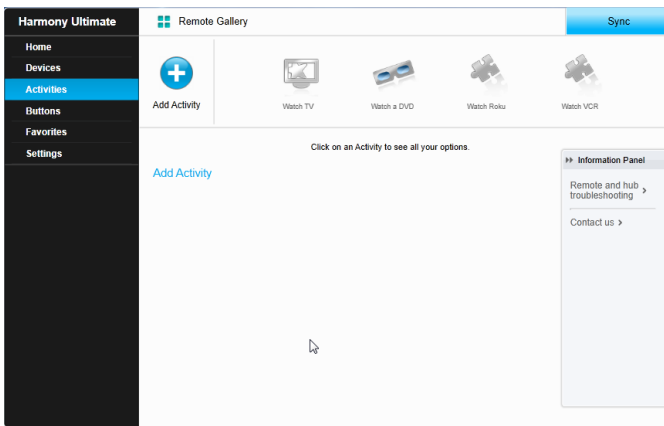 Harmony Ultimate
Remote Gallery
Sync
Home
Devices
Activities
Buttons
Favorites
Settings
Add Activity
Watch TV
Watch a DVD
Watch Roku
Watch VCR
Click on an Activity to see all your options.
Add Activity
Information Panel
Remote and hub
troubleshooting
Contact us